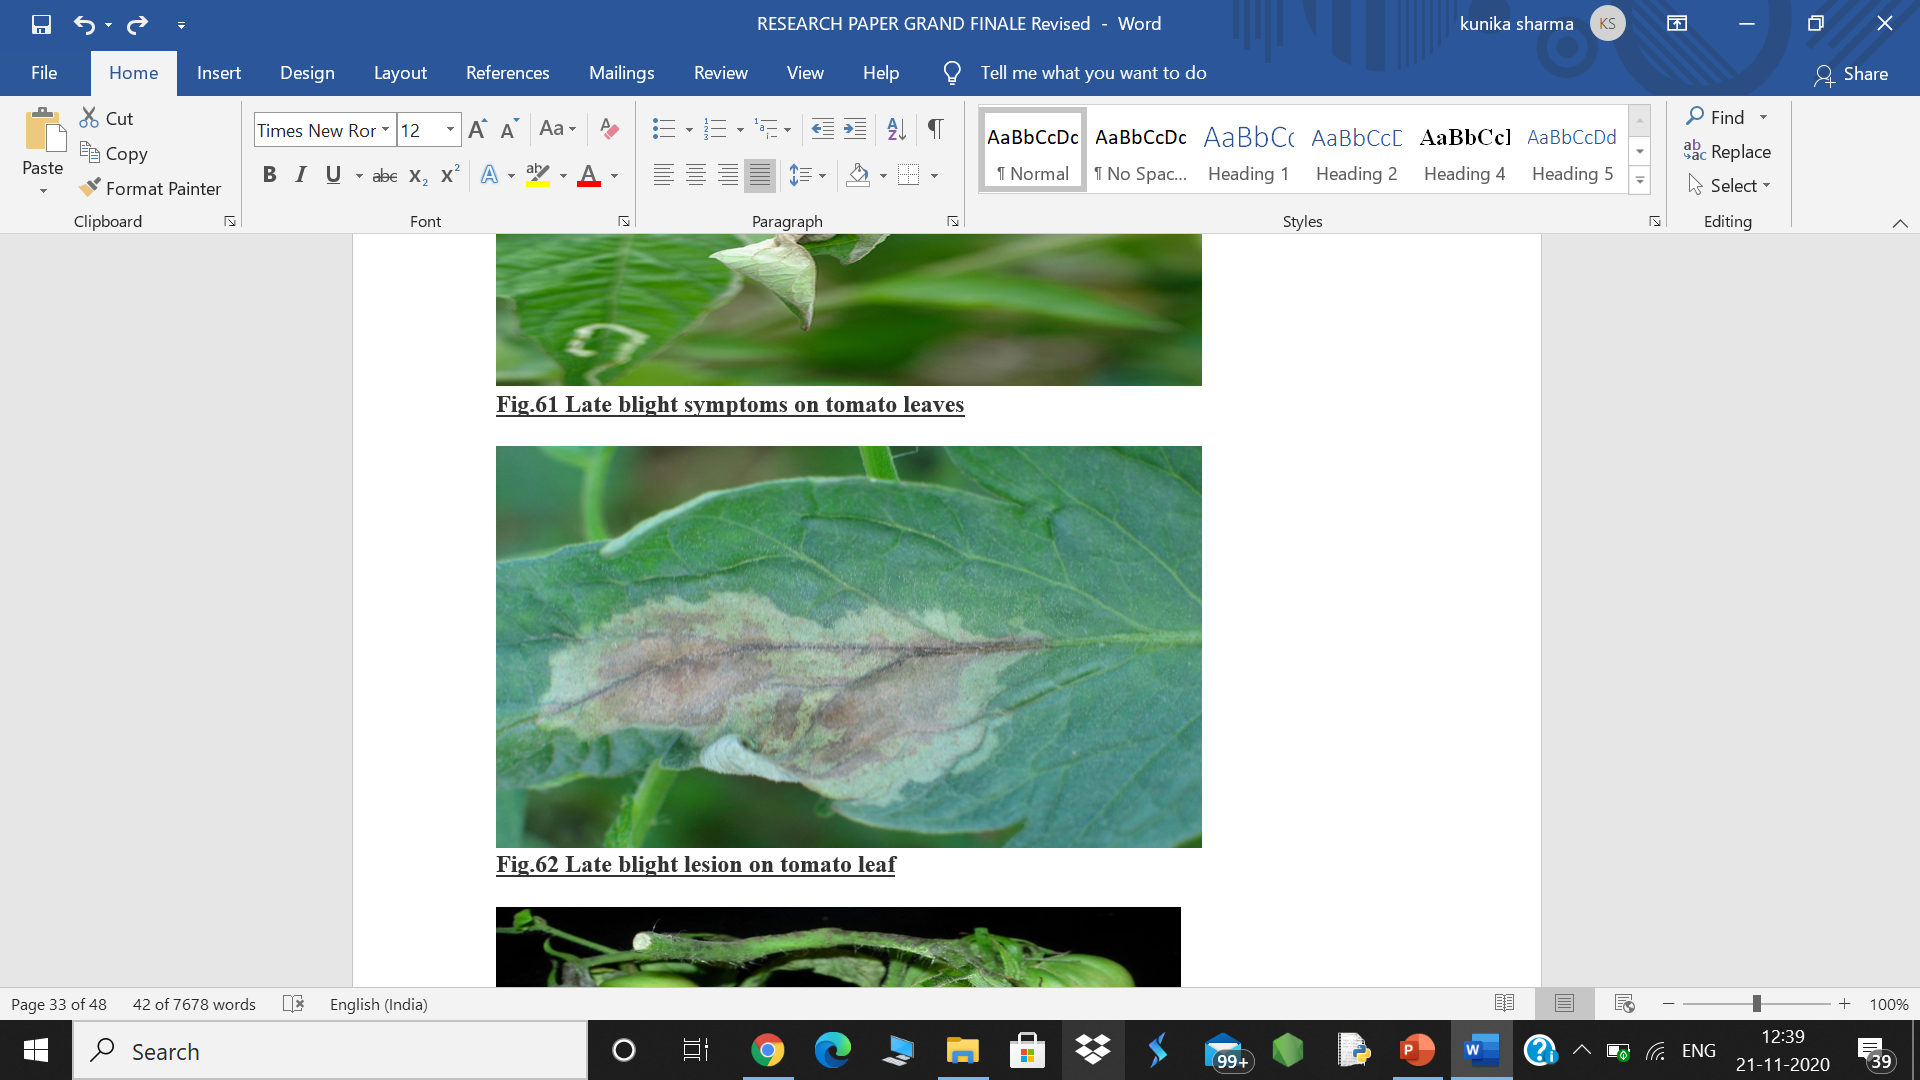 RESEARCH PAPER GRAND FINALE Revised - Word
kunika sharma KS
File Home Insert Design Layout References Mailings Review View Help Tell me what you want to do Share
Paste
Cut
Copy
Format Painter
Clipboard
Times New Ror 12
Font
Paragraph
AaBbCcDc AaBbCcDc AaBbCc AaBbCcD AaBbCcI AaBbCcDd
¶ Normal ¶ No Spac... Heading 1 Heading 2 Heading 4 Heading 5
Styles
Find
Replace
Select
Editing
Fig.61 Late blight symptoms on tomato leaves
Fig.62 Late blight lesion on tomato leaf
Page 33 of 48 42 of 7678 words English (India) 100%
Search
99+
ENG
12:39
21-11-2020
39